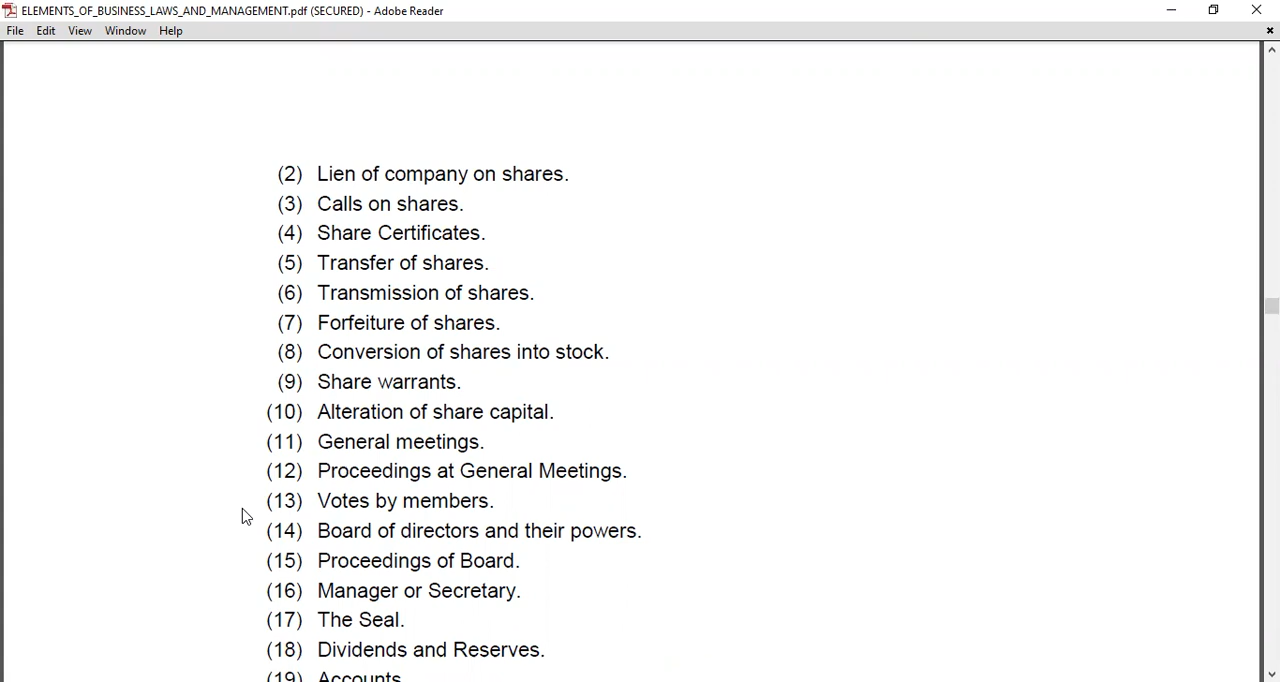 ELEMENTS_OF_BUSINESS_LAWS_AND_MANAGEMENT.pdf (SECURED) - Adobe Reader
File Edit View Window Help
(2) Lien of company on shares.
(3) Calls on shares.
(4) Share Certificates.
(5) Transfer of shares.
(6) Transmission of shares.
(7) Forfeiture of shares.
(8) Conversion of shares into stock.
(9) Share warrants.
(10) Alteration of share capital.
(11) General meetings.
(12) Proceedings at General Meetings.
(13) Votes by members.
(14) Board of directors and their powers.
(15) Proceedings of Board.
(16) Manager or Secretary.
(17) The Seal.
(18) Dividends and Reserves.
(19) Accounts